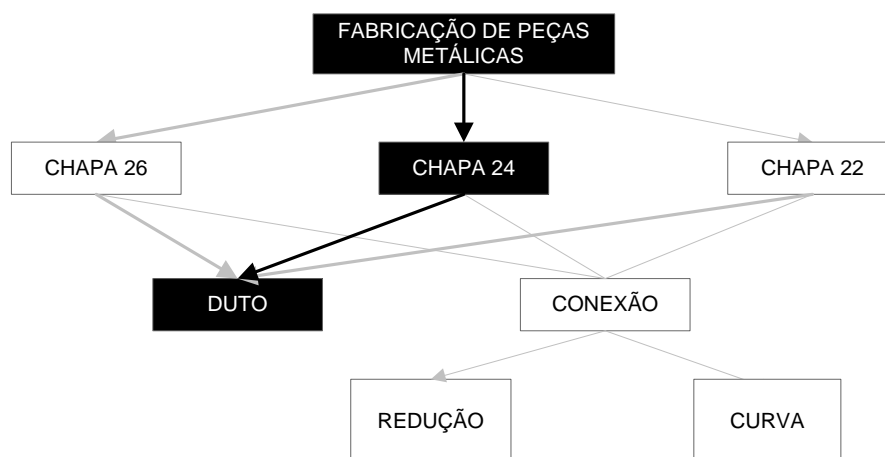 FABRICAÇÃO DE PEÇAS
METÁLICAS
CHAPA 26
CHAPA 24
CHAPA 22
DUTO
CONEXÃO
REDUÇÃO
CURVA